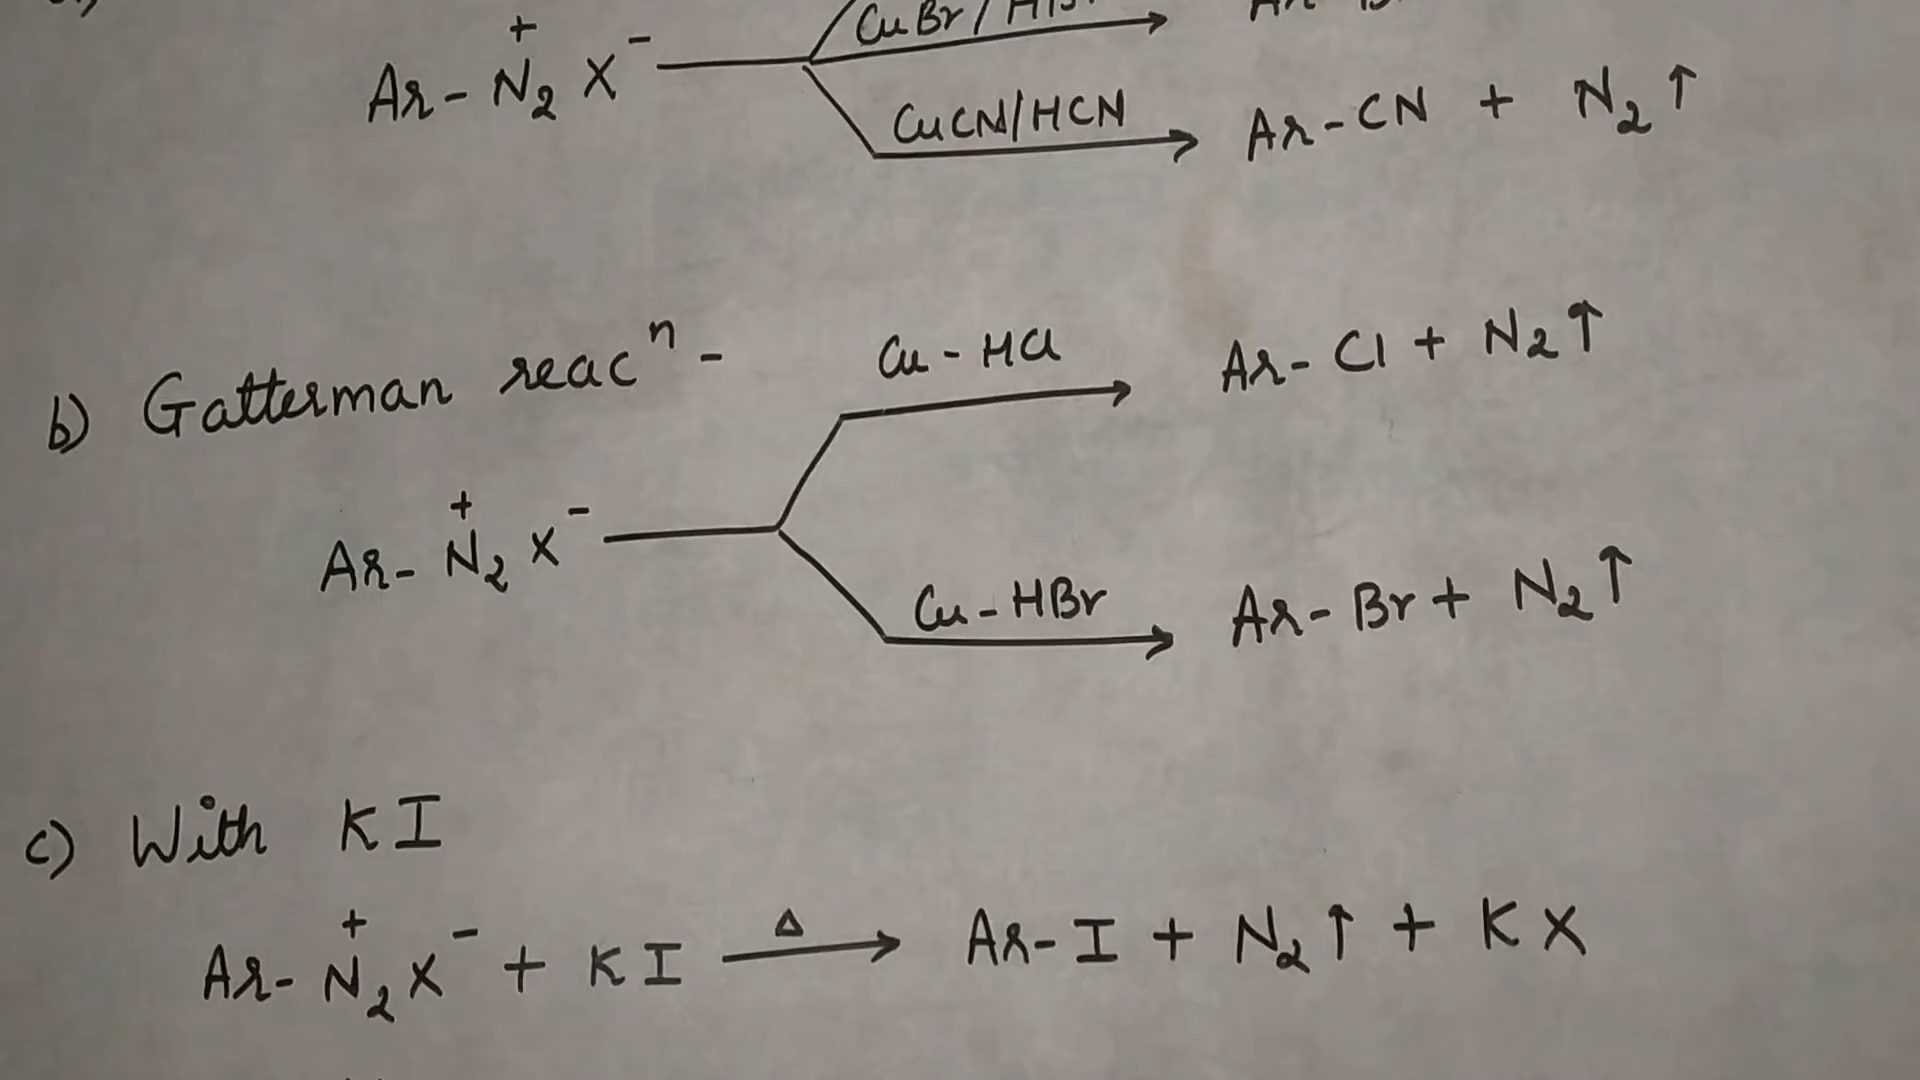 CuBr/
Ar-N₂⁺X⁻
CuCN/HCN
Ar-CN + N₂↑
b) Gatterman reacⁿ -
Cu-HCl
Ar-Cl + N₂↑
Ar-N₂⁺X⁻
Cu-HBr
Ar-Br + N₂↑
c) With KI
Ar-N₂⁺X⁻ + KI
Δ
Ar-I + N₂↑ + KX